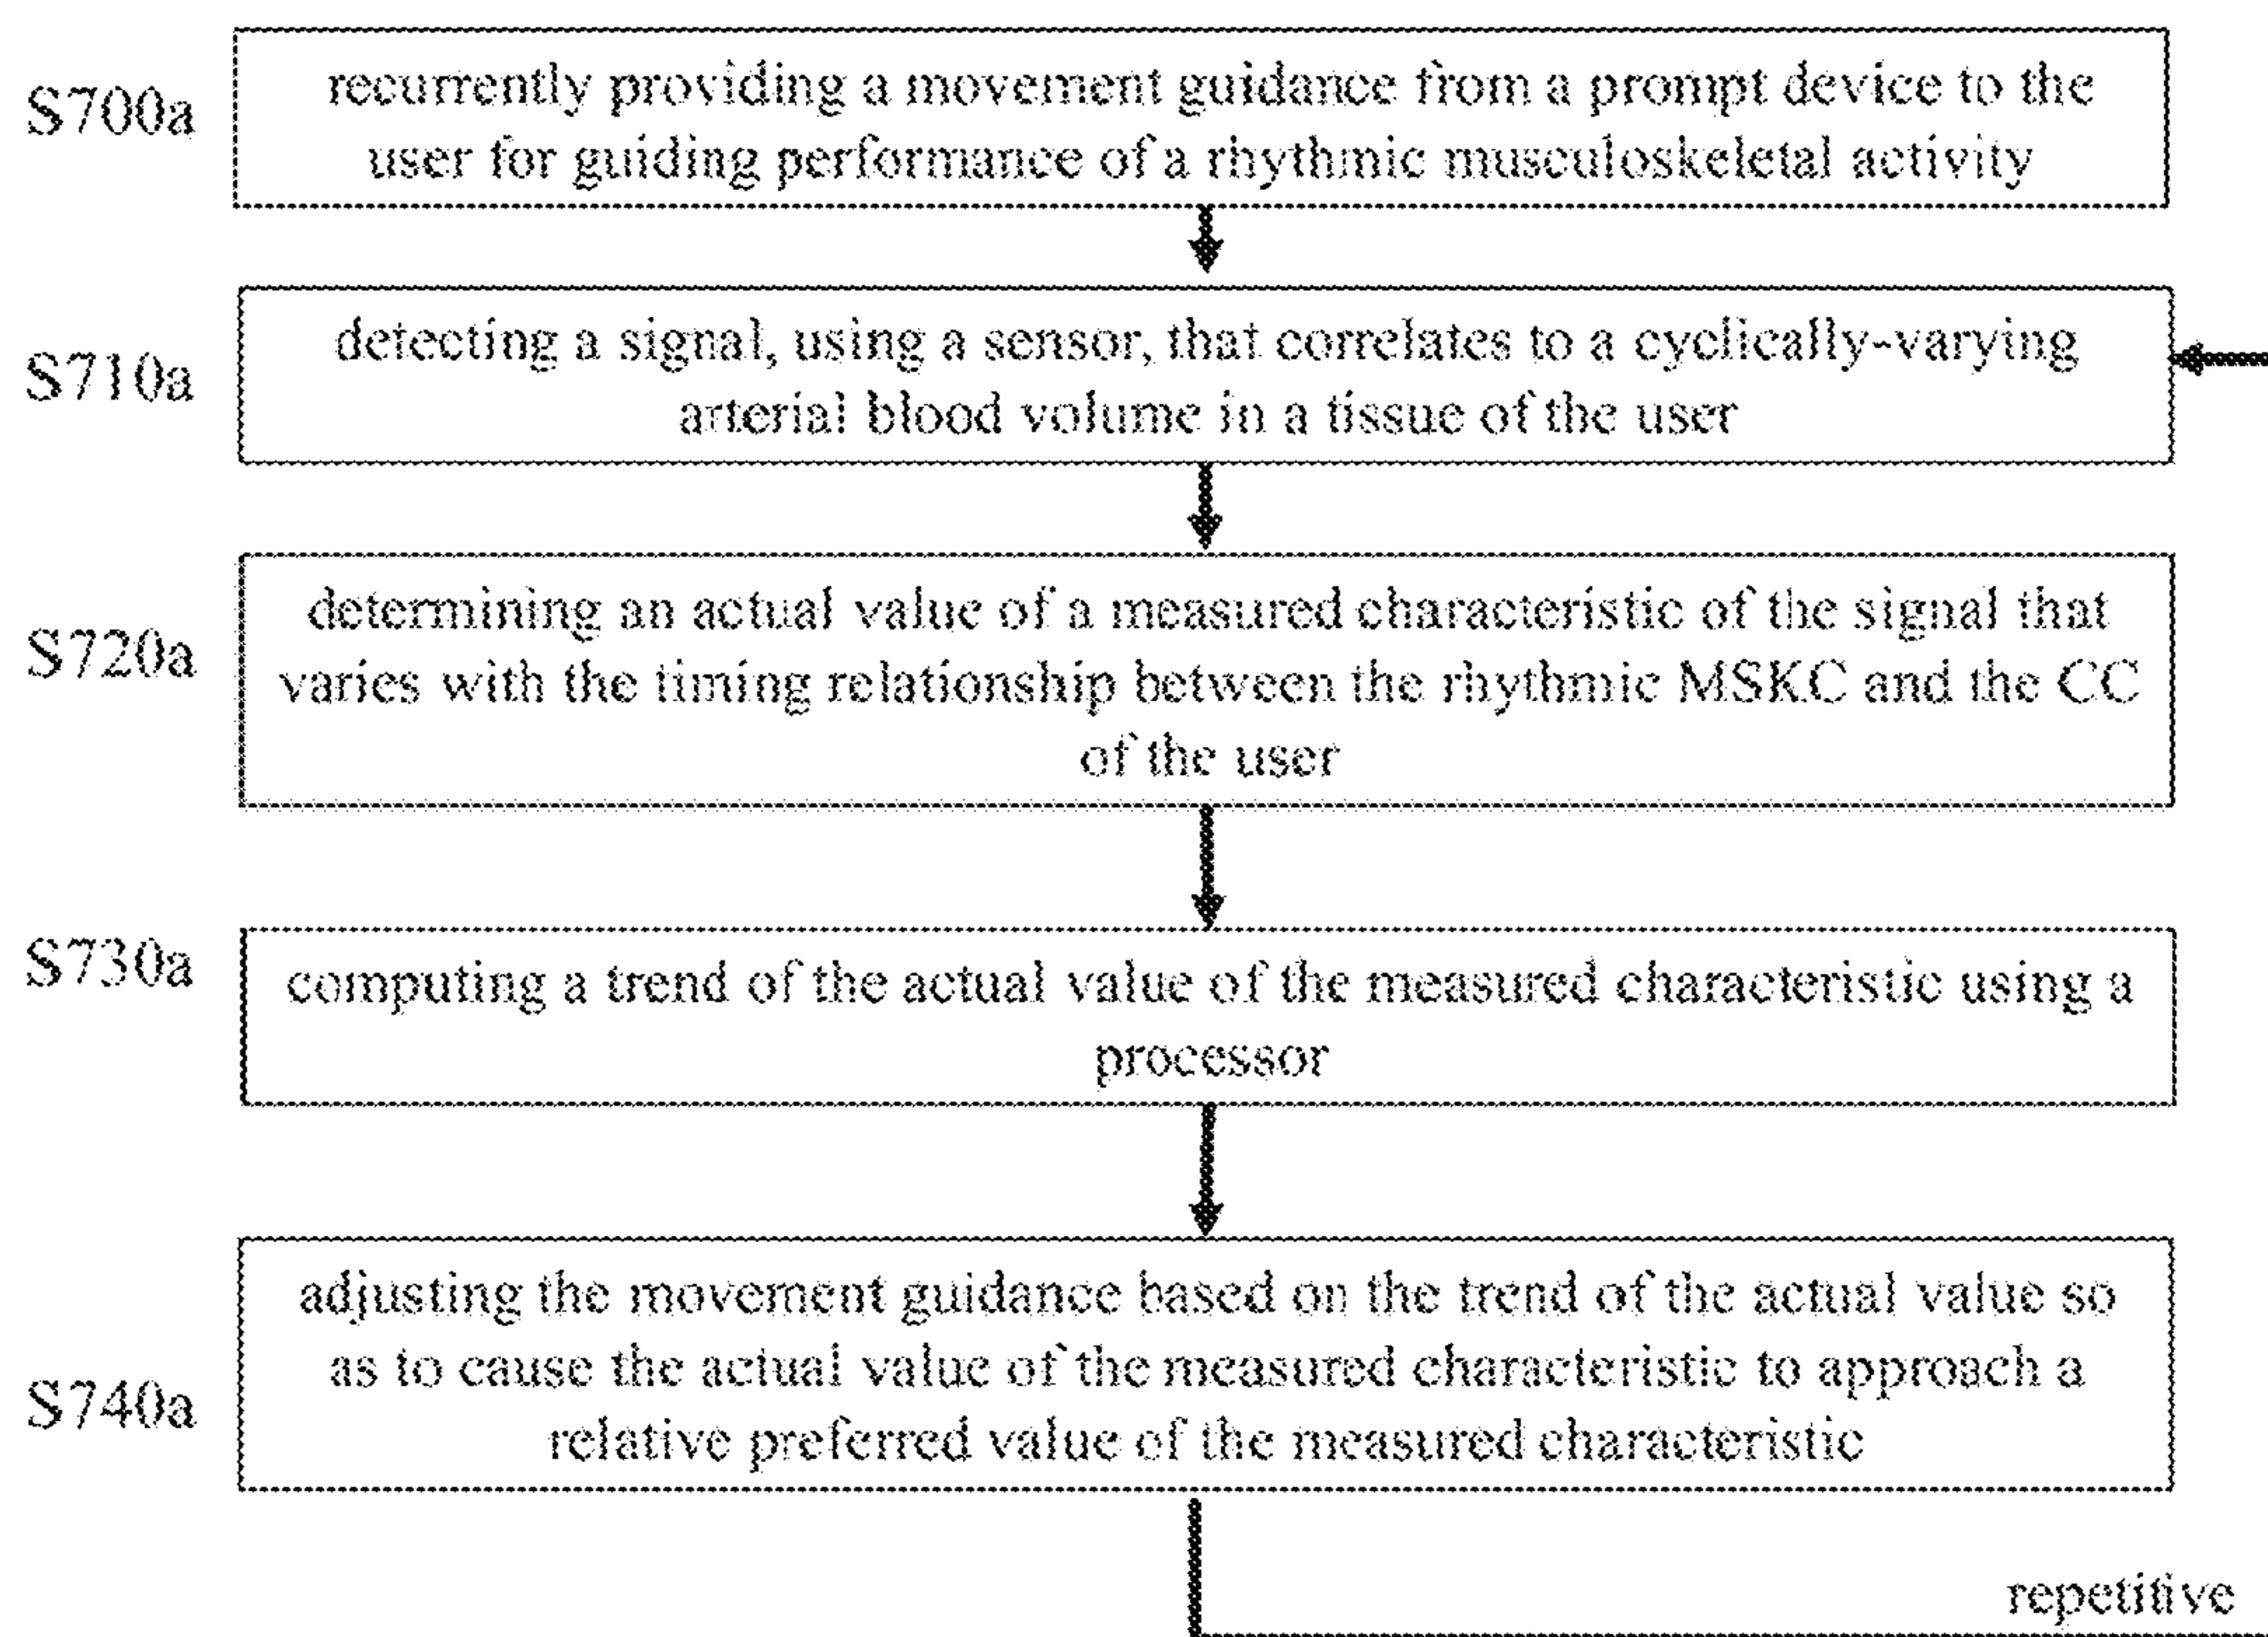 S700a
recurrently providing a movement guidance from a prompt device to the
user for guiding performance of a rhythmic musculoskeletal activity
S710a
detecting a signal, using a sensor, that correlates to a cyclically-varying
arterial blood volume in a tissue of the user
S720a
determining an actual value of a measured characteristic of the signal that
varies with the timing relationship between the rhythmic MSKC and the CC
of the user
S730a
computing a trend of the actual value of the measured characteristic using a
processor
S740a
adjusting the movement guidance based on the trend of the actual value so
as to cause the actual value of the measured characteristic to approach a
relative preferred value of the measured characteristic
repetitive